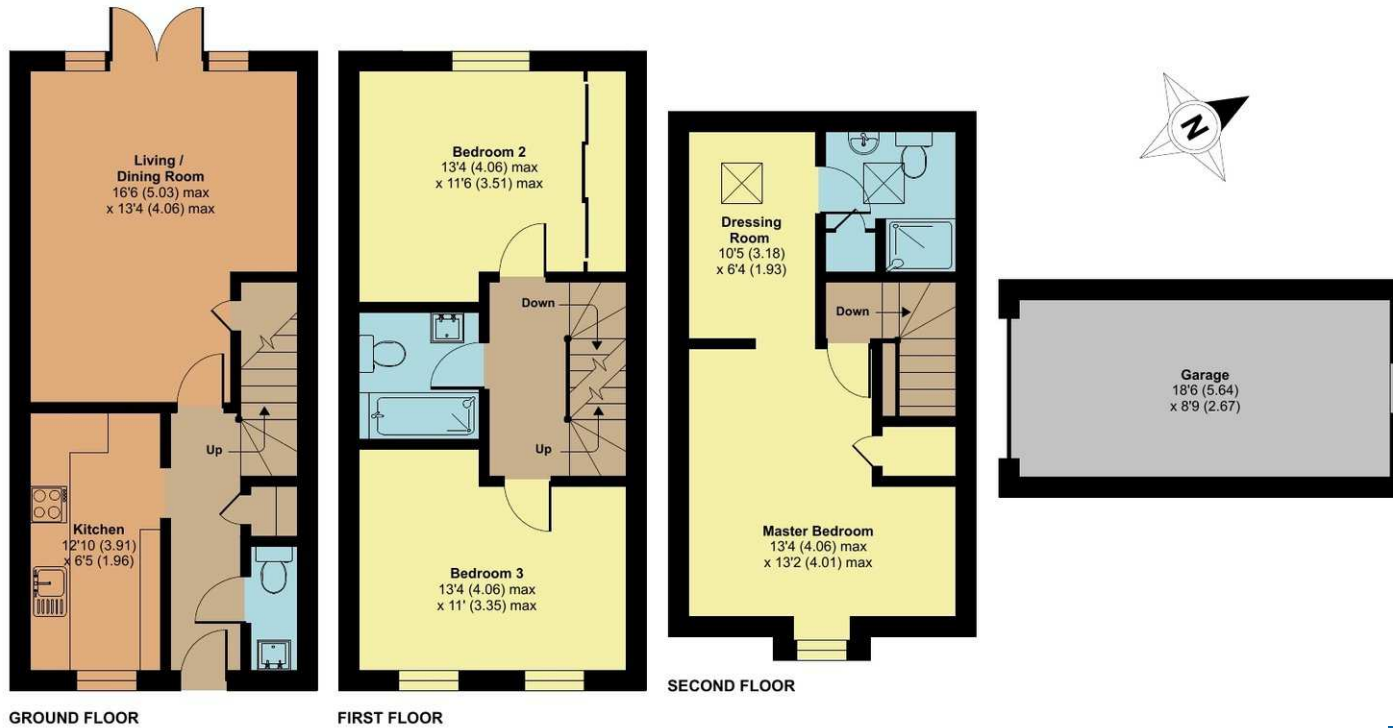 Living /
Dining Room
16'6 (5.03) max
x 13'4 (4.06) max
Up
Kitchen
12'10 (3.91)
x 6'5 (1.96)
GROUND FLOOR
Bedroom 2
13'4 (4.06) max
x 11'6 (3.51) max
Down
Up
Bedroom 3
13'4 (4.06) max
x 11' (3.35) max
FIRST FLOOR
Dressing
Room
10'5 (3.18)
x 6'4 (1.93)
Down
Master Bedroom
13'4 (4.06) max
x 13'2 (4.01) max
SECOND FLOOR
N
Garage
18'6 (5.64)
x 8'9 (2.67)